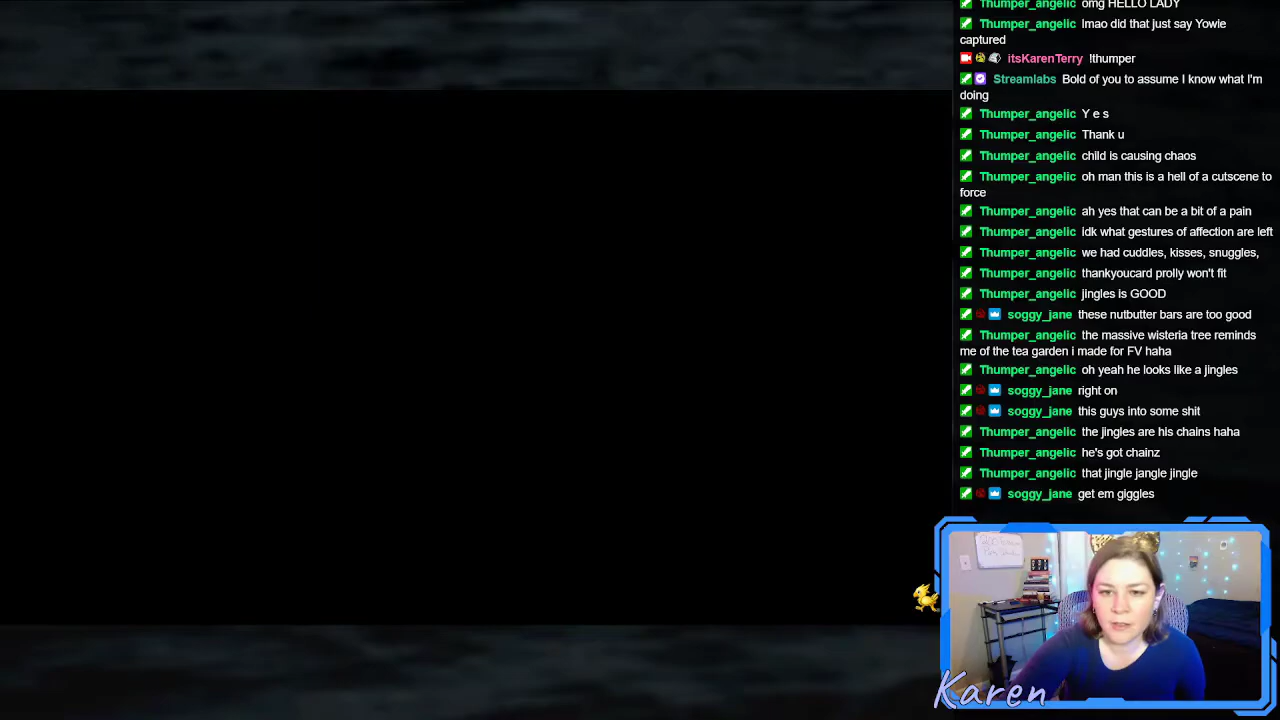 Thumper_angelic omg HELLO LADY
Thumper_angelic lmao did that just say Yowie
captured
itsKarenTerry !thumper
Streamlabs Bold of you to assume I know what I'm
doing
Thumper_angelic Y e s
Thumper_angelic Thank u
Thumper_angelic child is causing chaos
Thumper_angelic oh man this is a hell of a cutscene to
force
Thumper_angelic ah yes that can be a bit of a pain
Thumper_angelic idk what gestures of affection are left
Thumper_angelic we had cuddles, kisses, snuggles,
Thumper_angelic thankyoucard prolly won't fit
Thumper_angelic jingles is GOOD
soggy_jane these nutbutter bars are too good
Thumper_angelic the massive wisteria tree reminds
me of the tea garden i made for FV haha
Thumper_angelic oh yeah he looks like a jingles
soggy_jane right on
soggy_jane this guys into some shit
Thumper_angelic the jingles are his chains haha
Thumper_angelic he's got chainz
Thumper_angelic that jingle jangle jingle
soggy_jane get em giggles
Karen